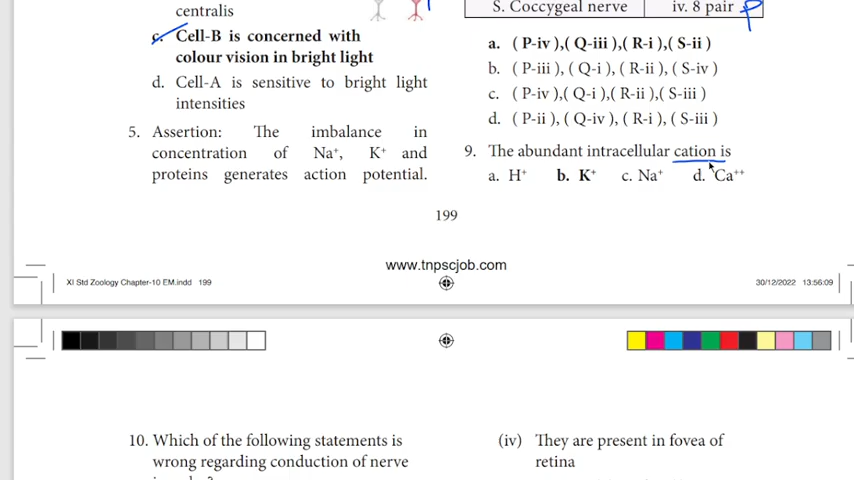 centralis
c. Cell-B is concerned with
colour vision in bright light
d. Cell-A is sensitive to bright light
intensities
5. Assertion: The imbalance in
concentration of Na⁺, K⁺ and
proteins generates action potential.
S. Coccygeal nerve iv. 8 pair
P
a. ( P-iv ),( Q-iii ),( R-i ),( S-ii )
b. ( P-iii ), ( Q-i ), ( R-ii ), ( S-iv )
c. ( P-iv ),( Q-i ),( R-ii ),( S-iii )
d. ( P-ii ), ( Q-iv ), ( R-i ), ( S-iii )
9. The abundant intracellular cation is
a. H⁺ b. K⁺ c. Na⁺ d. Ca⁺⁺
199
www.tnpscjob.com
XI Std Zoology Chapter-10 EM.indd 199
30/12/2022 13:56:09
10. Which of the following statements is
wrong regarding conduction of nerve
(iv) They are present in fovea of
retina